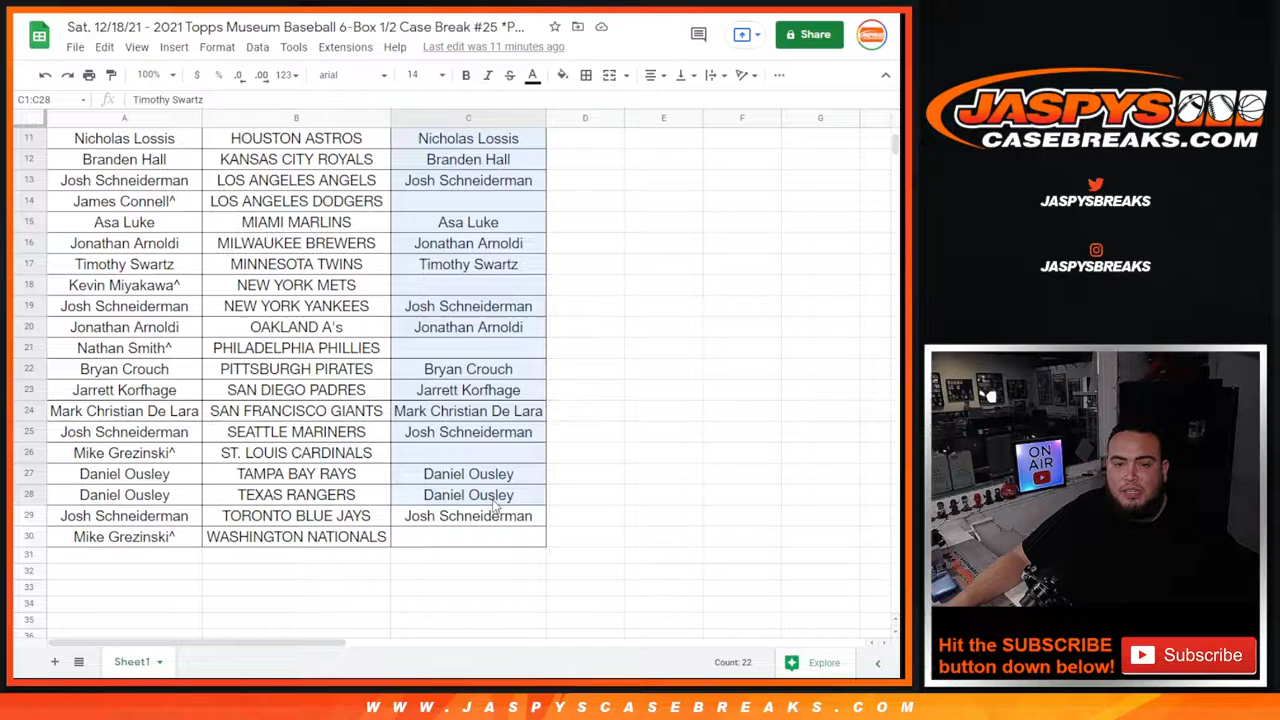 Sat. 12/18/21 - 2021 Topps Museum Baseball 6-Box 1/2 Case Break #25 *P...
File Edit View Insert Format Data Tools Extensions Help Last edit was 11 minutes ago
Share
100% $ % .0 .00 123 arial 14 B I S A
C1:C28 fx Timothy Swartz
A B C D E F G
11 Nicholas Lossis HOUSTON ASTROS Nicholas Lossis
12 Branden Hall KANSAS CITY ROYALS Branden Hall
13 Josh Schneiderman LOS ANGELES ANGELS Josh Schneiderman
14 James Connell^ LOS ANGELES DODGERS
15 Asa Luke MIAMI MARLINS Asa Luke
16 Jonathan Arnoldi MILWAUKEE BREWERS Jonathan Arnoldi
17 Timothy Swartz MINNESOTA TWINS Timothy Swartz
18 Kevin Miyakawa^ NEW YORK METS
19 Josh Schneiderman NEW YORK YANKEES Josh Schneiderman
20 Jonathan Arnoldi OAKLAND A's Jonathan Arnoldi
21 Nathan Smith^ PHILADELPHIA PHILLIES
22 Bryan Crouch PITTSBURGH PIRATES Bryan Crouch
23 Jarrett Korfhage SAN DIEGO PADRES Jarrett Korfhage
24 Mark Christian De Lara SAN FRANCISCO GIANTS Mark Christian De Lara
25 Josh Schneiderman SEATTLE MARINERS Josh Schneiderman
26 Mike Grezinski^ ST. LOUIS CARDINALS
27 Daniel Ousley TAMPA BAY RAYS Daniel Ousley
28 Daniel Ousley TEXAS RANGERS Daniel Ousley
29 Josh Schneiderman TORONTO BLUE JAYS Josh Schneiderman
30 Mike Grezinski^ WASHINGTON NATIONALS
31
32
33
34
35
36
Sheet1
Count: 22
Explore
JASPYS
CASEBREAKS.COM
JASPYSBREAKS
JASPYSBREAKS
ON
AIR
Hit the SUBSCRIBE
button down below!
Subscribe
WWW.JASPYSCASEBREAKS.COM